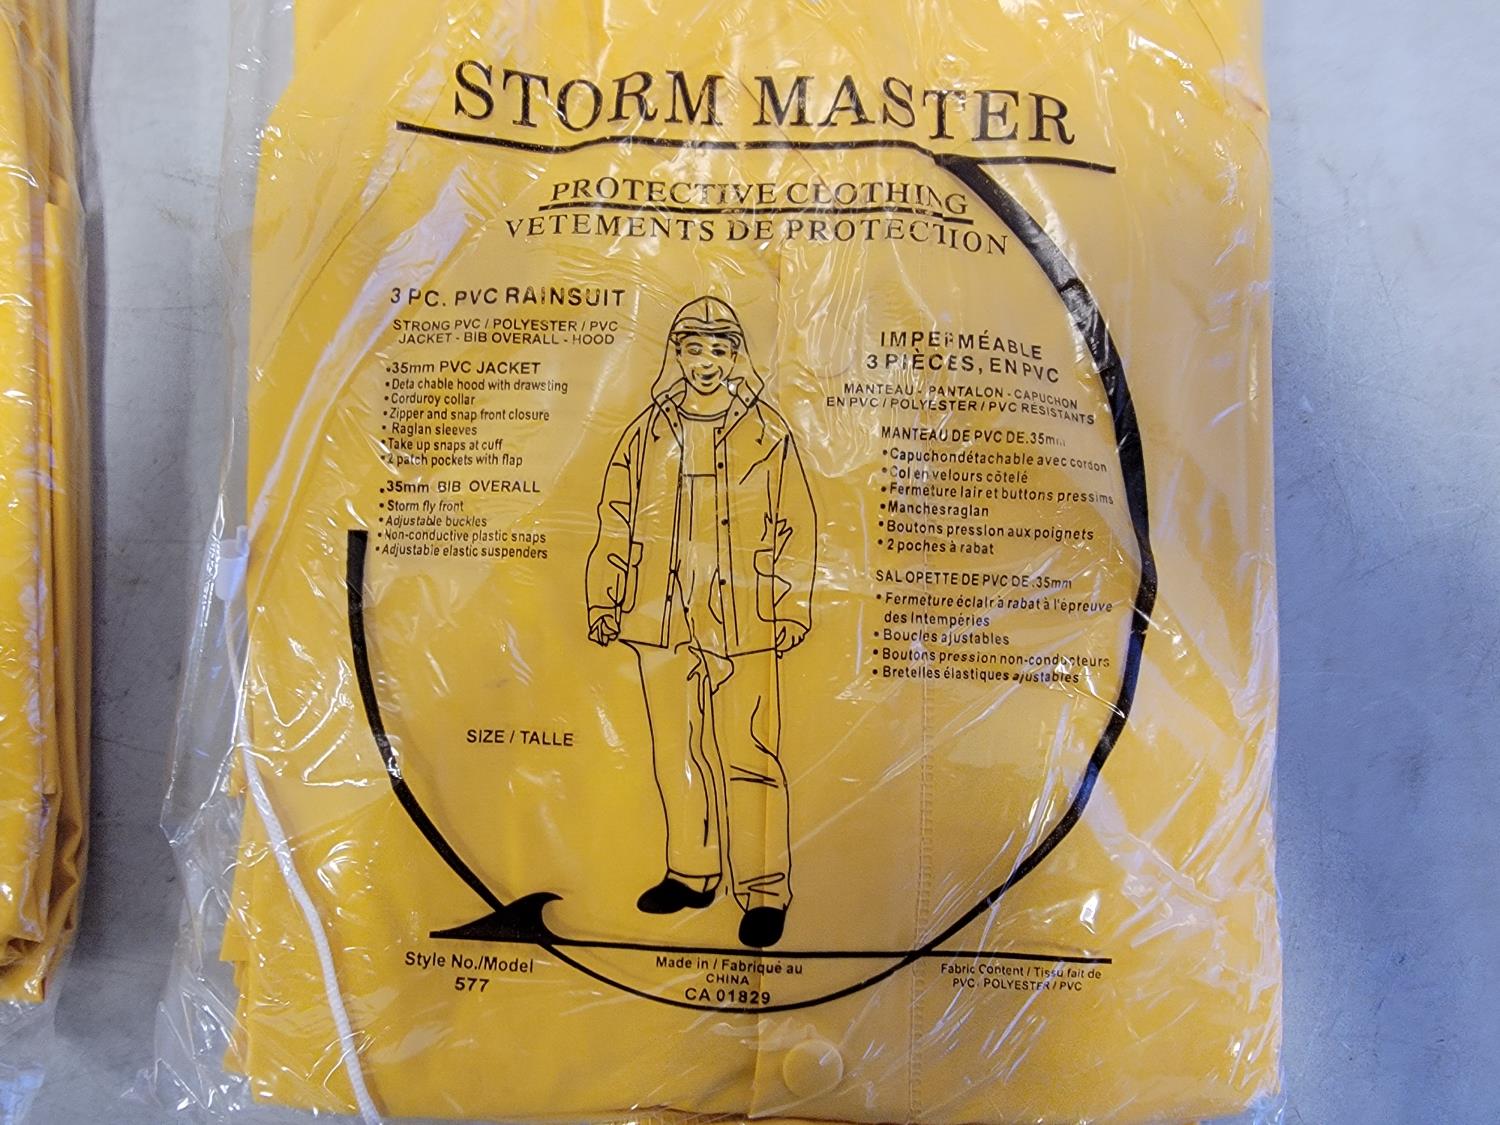 STORM MASTER
PROTECTIVE CLOTHING
VETEMENTS DE PROTECTION
3 PC. PVC RAINSUIT
STRONG PVC / POLYESTER / PVC
JACKET - BIB OVERALL - HOOD
.35mm PVC JACKET
•Deta chable hood with drawsting
•Corduroy collar
•Zipper and snap front closure
• Raglan sleeves
•Take up snaps at cuff
•2 patch pockets with flap
.35mm BIB OVERALL
•Storm fly front
•Adjustable buckles
•Non-conductive plastic snaps
•Adjustable elastic suspenders
SIZE / TALLE
IMPERMÉABLE
3 PIÈCES, EN PVC
MANTEAU - PANTALON - CAPUCHON
EN PVC / POLYESTER / PVC RÉSISTANTS
MANTEAU DE PVC DE .35mm
•Capuchondétachable avec cordon
•Col en velours côtelé
•Fermeture lair et buttons pressims
•Manchesraglan
•Boutons pression aux poignets
•2 poches à rabat
SALOPETTE DE PVC DE .35mm
•Fermeture éclair à rabat à l'épreuve
des Intempéries
•Boucles ajustables
•Boutons pression non-conducteurs
•Bretelles élastiques ajustables
Style No./Model
577
Made in / Fabriqué au
CHINA
CA 01829
Fabric Content / Tissu fait de
PVC - POLYESTER / PVC